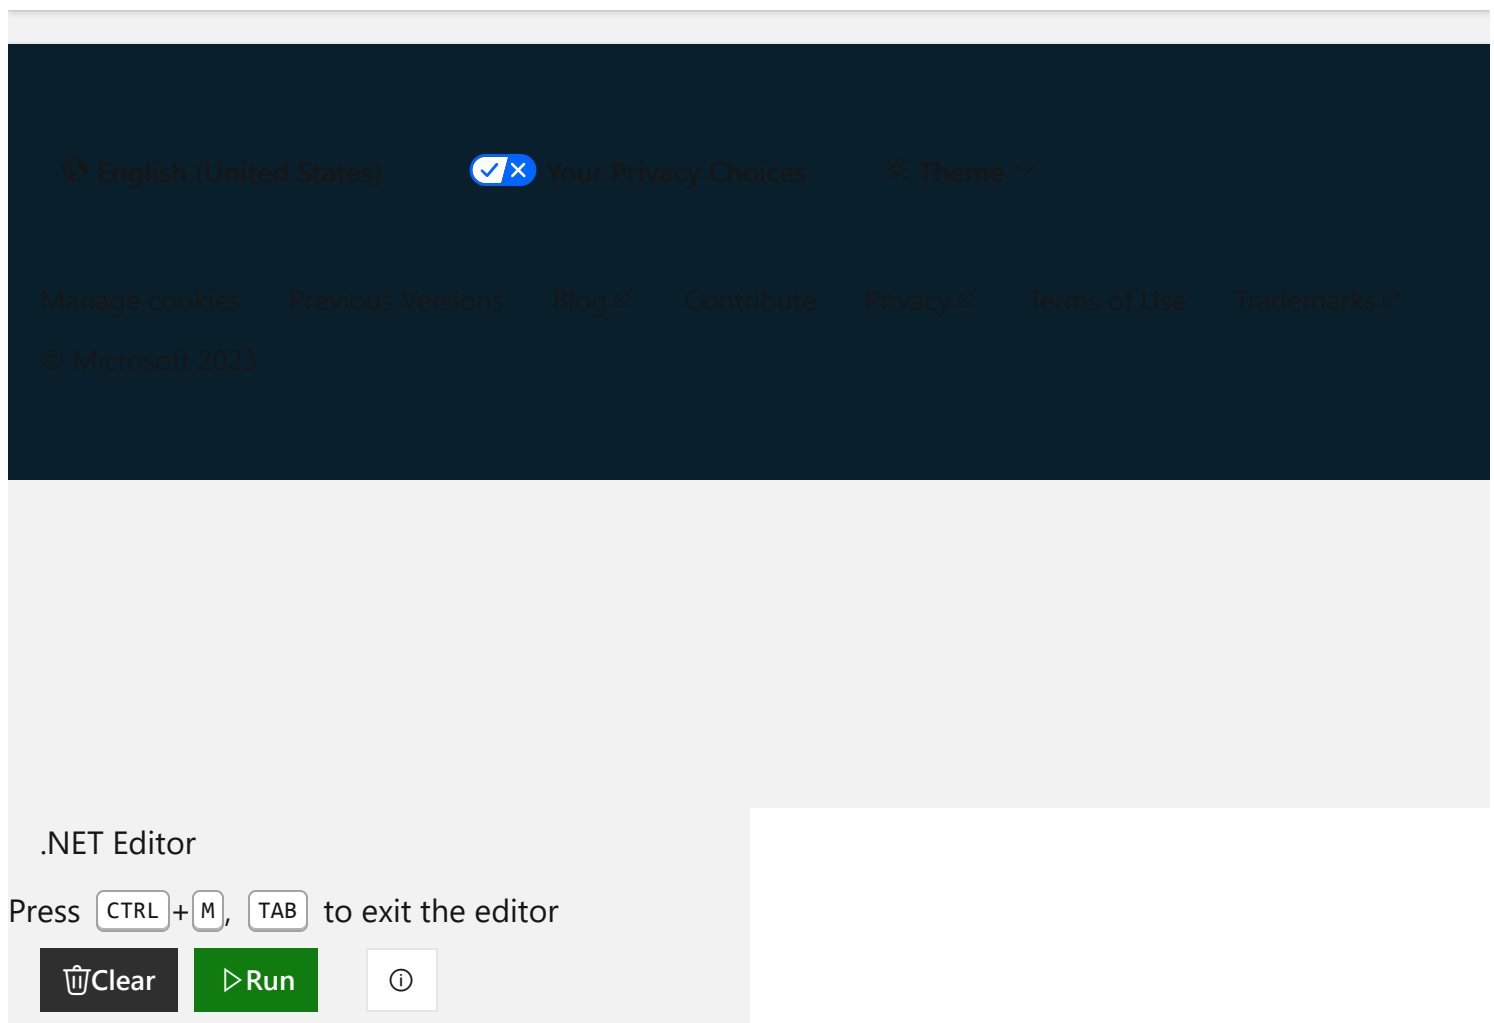 English (United States) Your Privacy Choices Theme
Manage cookies Previous Versions Blog Contribute Privacy Terms of Use Trademarks
© Microsoft 2023
.NET Editor
Press CTRL+M, TAB to exit the editor
Clear Run